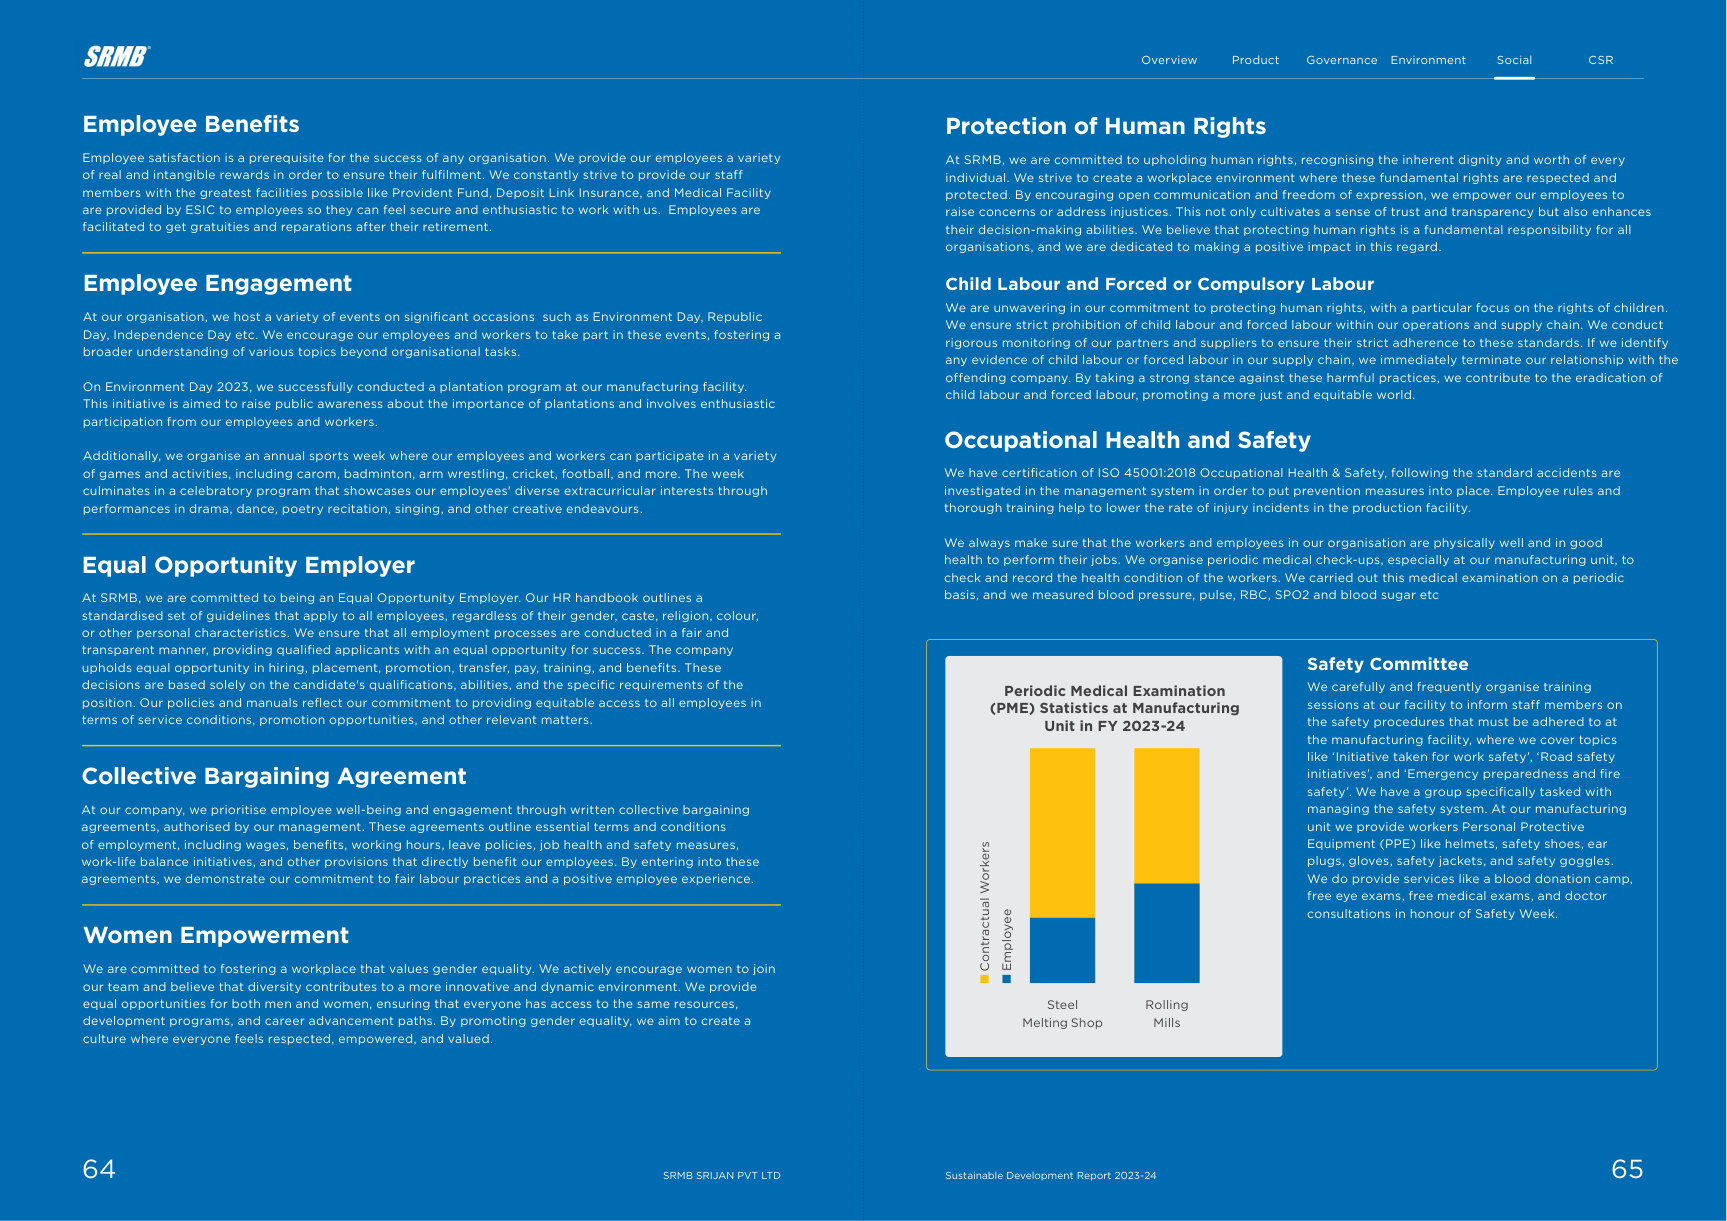 SRMB
Overview Product Governance Environment Social CSR
Employee Benefits
Employee satisfaction is a prerequisite for the success of any organisation. We provide our employees a variety
of real and intangible rewards in order to ensure their fulfilment. We constantly strive to provide our staff
members with the greatest facilities possible like Provident Fund, Deposit Link Insurance, and Medical Facility
are provided by ESIC to employees so they can feel secure and enthusiastic to work with us.  Employees are
facilitated to get gratuities and reparations after their retirement.
Employee Engagement
At our organisation, we host a variety of events on significant occasions  such as Environment Day, Republic
Day, Independence Day etc. We encourage our employees and workers to take part in these events, fostering a
broader understanding of various topics beyond organisational tasks.
On Environment Day 2023, we successfully conducted a plantation program at our manufacturing facility.
This initiative is aimed to raise public awareness about the importance of plantations and involves enthusiastic
participation from our employees and workers.
Additionally, we organise an annual sports week where our employees and workers can participate in a variety
of games and activities, including carom, badminton, arm wrestling, cricket, football, and more. The week
culminates in a celebratory program that showcases our employees' diverse extracurricular interests through
performances in drama, dance, poetry recitation, singing, and other creative endeavours.
Equal Opportunity Employer
At SRMB, we are committed to being an Equal Opportunity Employer. Our HR handbook outlines a
standardised set of guidelines that apply to all employees, regardless of their gender, caste, religion, colour,
or other personal characteristics. We ensure that all employment processes are conducted in a fair and
transparent manner, providing qualified applicants with an equal opportunity for success. The company
upholds equal opportunity in hiring, placement, promotion, transfer, pay, training, and benefits. These
decisions are based solely on the candidate's qualifications, abilities, and the specific requirements of the
position. Our policies and manuals reflect our commitment to providing equitable access to all employees in
terms of service conditions, promotion opportunities, and other relevant matters.
Collective Bargaining Agreement
At our company, we prioritise employee well-being and engagement through written collective bargaining
agreements, authorised by our management. These agreements outline essential terms and conditions
of employment, including wages, benefits, working hours, leave policies, job health and safety measures,
work-life balance initiatives, and other provisions that directly benefit our employees. By entering into these
agreements, we demonstrate our commitment to fair labour practices and a positive employee experience.
Women Empowerment
We are committed to fostering a workplace that values gender equality. We actively encourage women to join
our team and believe that diversity contributes to a more innovative and dynamic environment. We provide
equal opportunities for both men and women, ensuring that everyone has access to the same resources,
development programs, and career advancement paths. By promoting gender equality, we aim to create a
culture where everyone feels respected, empowered, and valued.
64
SRMB SRIJAN PVT LTD
Protection of Human Rights
At SRMB, we are committed to upholding human rights, recognising the inherent dignity and worth of every
individual. We strive to create a workplace environment where these fundamental rights are respected and
protected. By encouraging open communication and freedom of expression, we empower our employees to
raise concerns or address injustices. This not only cultivates a sense of trust and transparency but also enhances
their decision-making abilities. We believe that protecting human rights is a fundamental responsibility for all
organisations, and we are dedicated to making a positive impact in this regard.
Child Labour and Forced or Compulsory Labour
We are unwavering in our commitment to protecting human rights, with a particular focus on the rights of children.
We ensure strict prohibition of child labour and forced labour within our operations and supply chain. We conduct
rigorous monitoring of our partners and suppliers to ensure their strict adherence to these standards. If we identify
any evidence of child labour or forced labour in our supply chain, we immediately terminate our relationship with the
offending company. By taking a strong stance against these harmful practices, we contribute to the eradication of
child labour and forced labour, promoting a more just and equitable world.
Occupational Health and Safety
We have certification of ISO 45001:2018 Occupational Health & Safety, following the standard accidents are
investigated in the management system in order to put prevention measures into place. Employee rules and
thorough training help to lower the rate of injury incidents in the production facility.
We always make sure that the workers and employees in our organisation are physically well and in good
health to perform their jobs. We organise periodic medical check-ups, especially at our manufacturing unit, to
check and record the health condition of the workers. We carried out this medical examination on a periodic
basis, and we measured blood pressure, pulse, RBC, SPO2 and blood sugar etc
Periodic Medical Examination
(PME) Statistics at Manufacturing
Unit in FY 2023-24
Contractual Workers
Employee
Steel
Melting Shop
Rolling
Mills
Safety Committee
We carefully and frequently organise training
sessions at our facility to inform staff members on
the safety procedures that must be adhered to at
the manufacturing facility, where we cover topics
like ‘Initiative taken for work safety’, ‘Road safety
initiatives’, and ‘Emergency preparedness and fire
safety’. We have a group specifically tasked with
managing the safety system. At our manufacturing
unit we provide workers Personal Protective
Equipment (PPE) like helmets, safety shoes, ear
plugs, gloves, safety jackets, and safety goggles.
We do provide services like a blood donation camp,
free eye exams, free medical exams, and doctor
consultations in honour of Safety Week.
Sustainable Development Report 2023-24
65